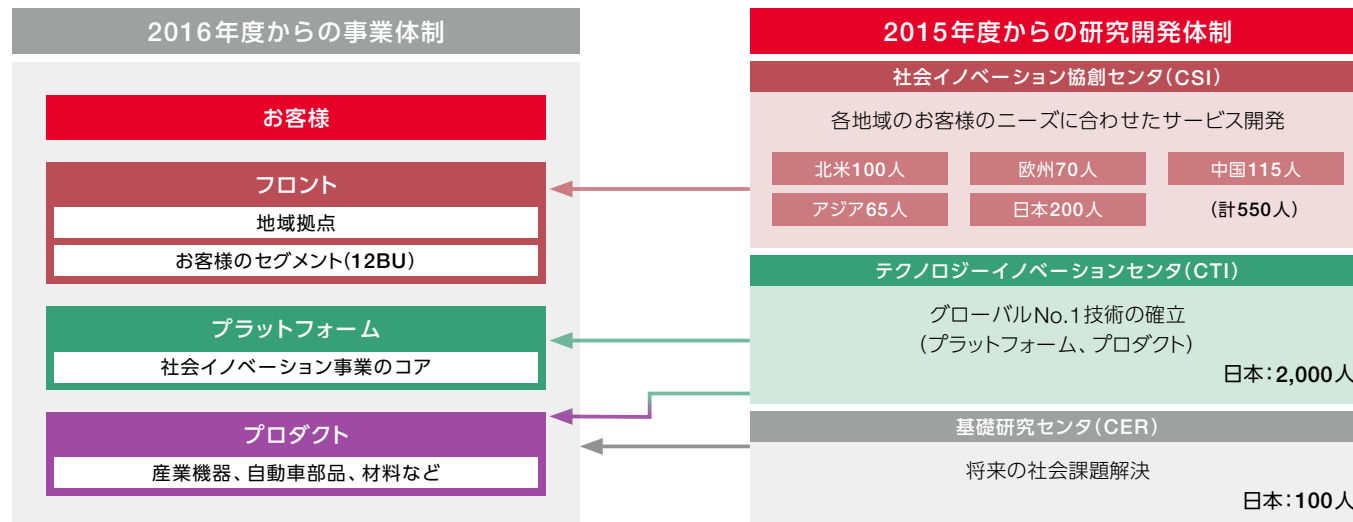 2016年度からの事業体制
お客様
フロント
地域拠点
お客様のセグメント(12BU)
プラットフォーム
社会イノベーション事業のコア
プロダクト
産業機器、自動車部品、材料など
2015年度からの研究開発体制
社会イノベーション協創センタ(CSI)
各地域のお客様のニーズに合わせたサービス開発
北米100人 欧州70人 中国115人
アジア65人 日本200人 (計550人)
テクノロジーイノベーションセンタ(CTI)
グローバルNo.1技術の確立
(プラットフォーム、プロダクト)
日本：2,000人
基礎研究センタ(CER)
将来の社会課題解決
日本：100人